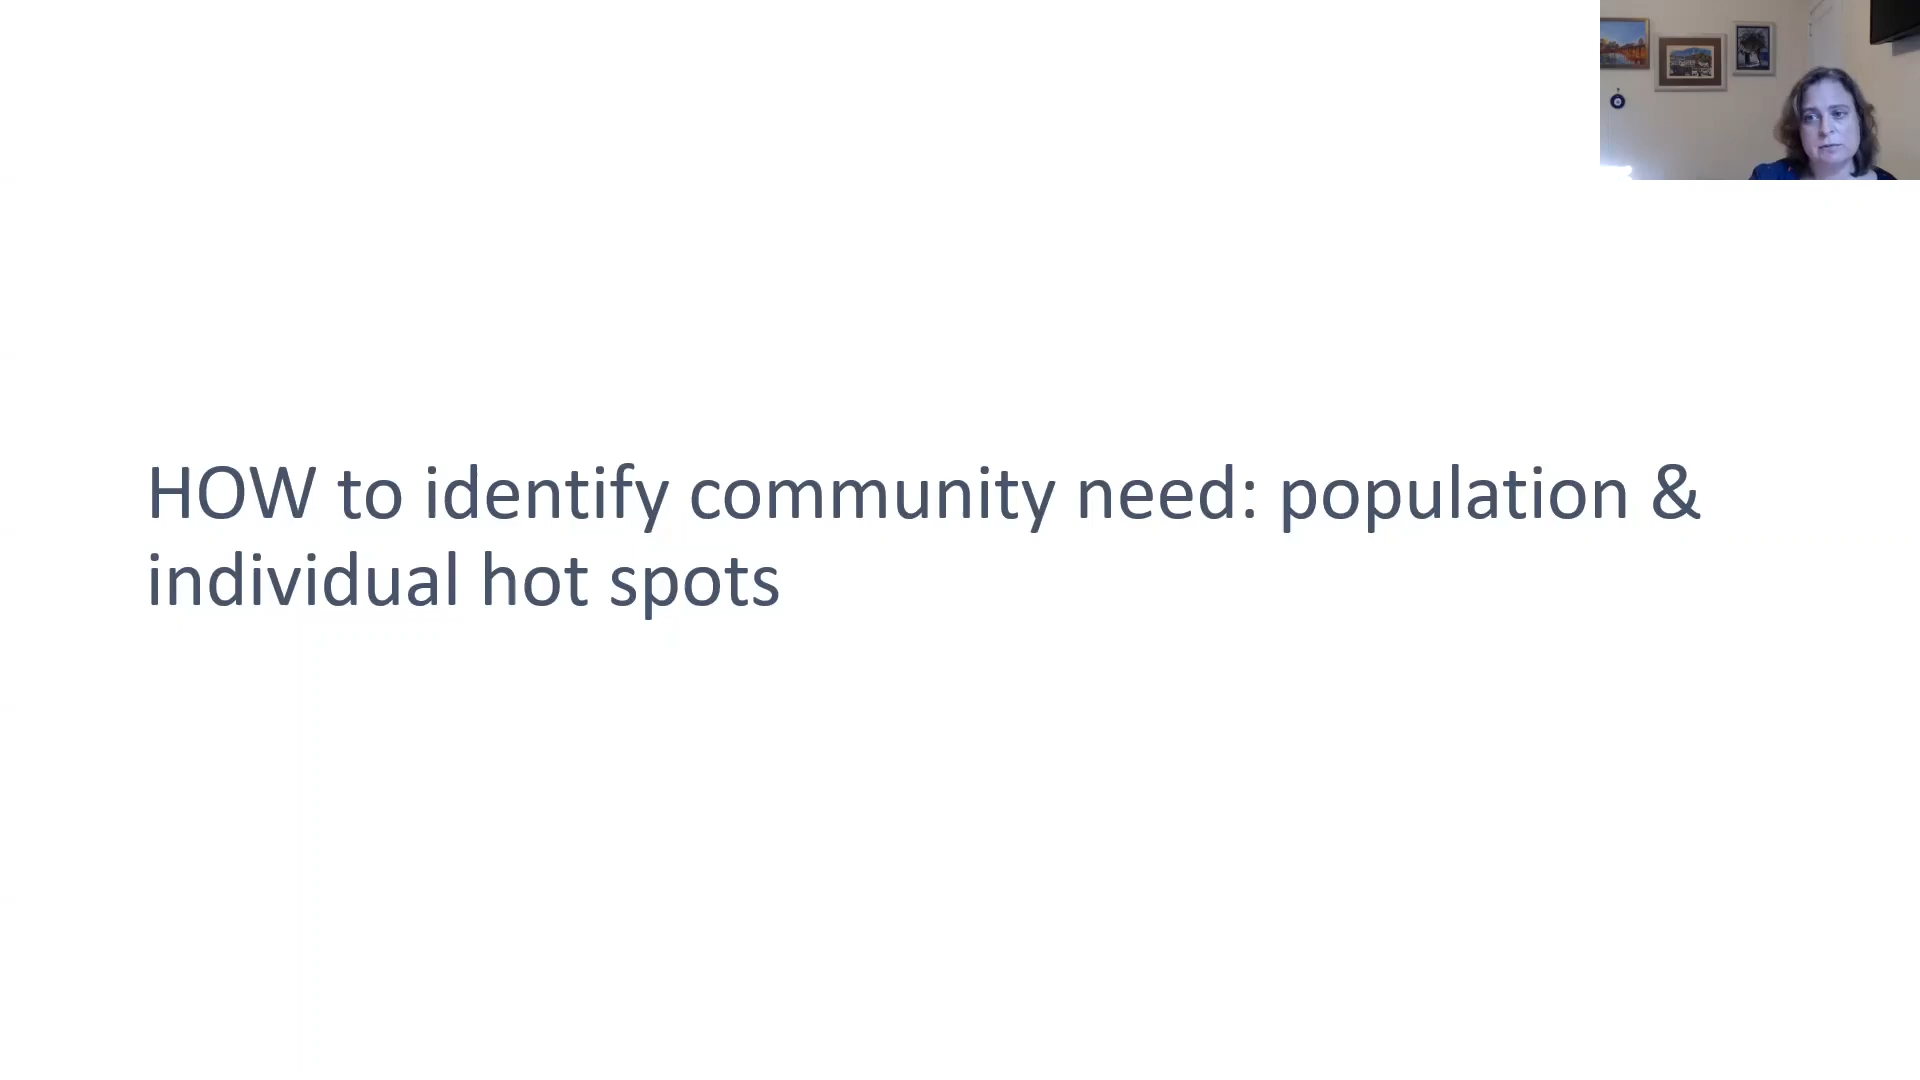 HOW to identify community need: population &
individual hot spots